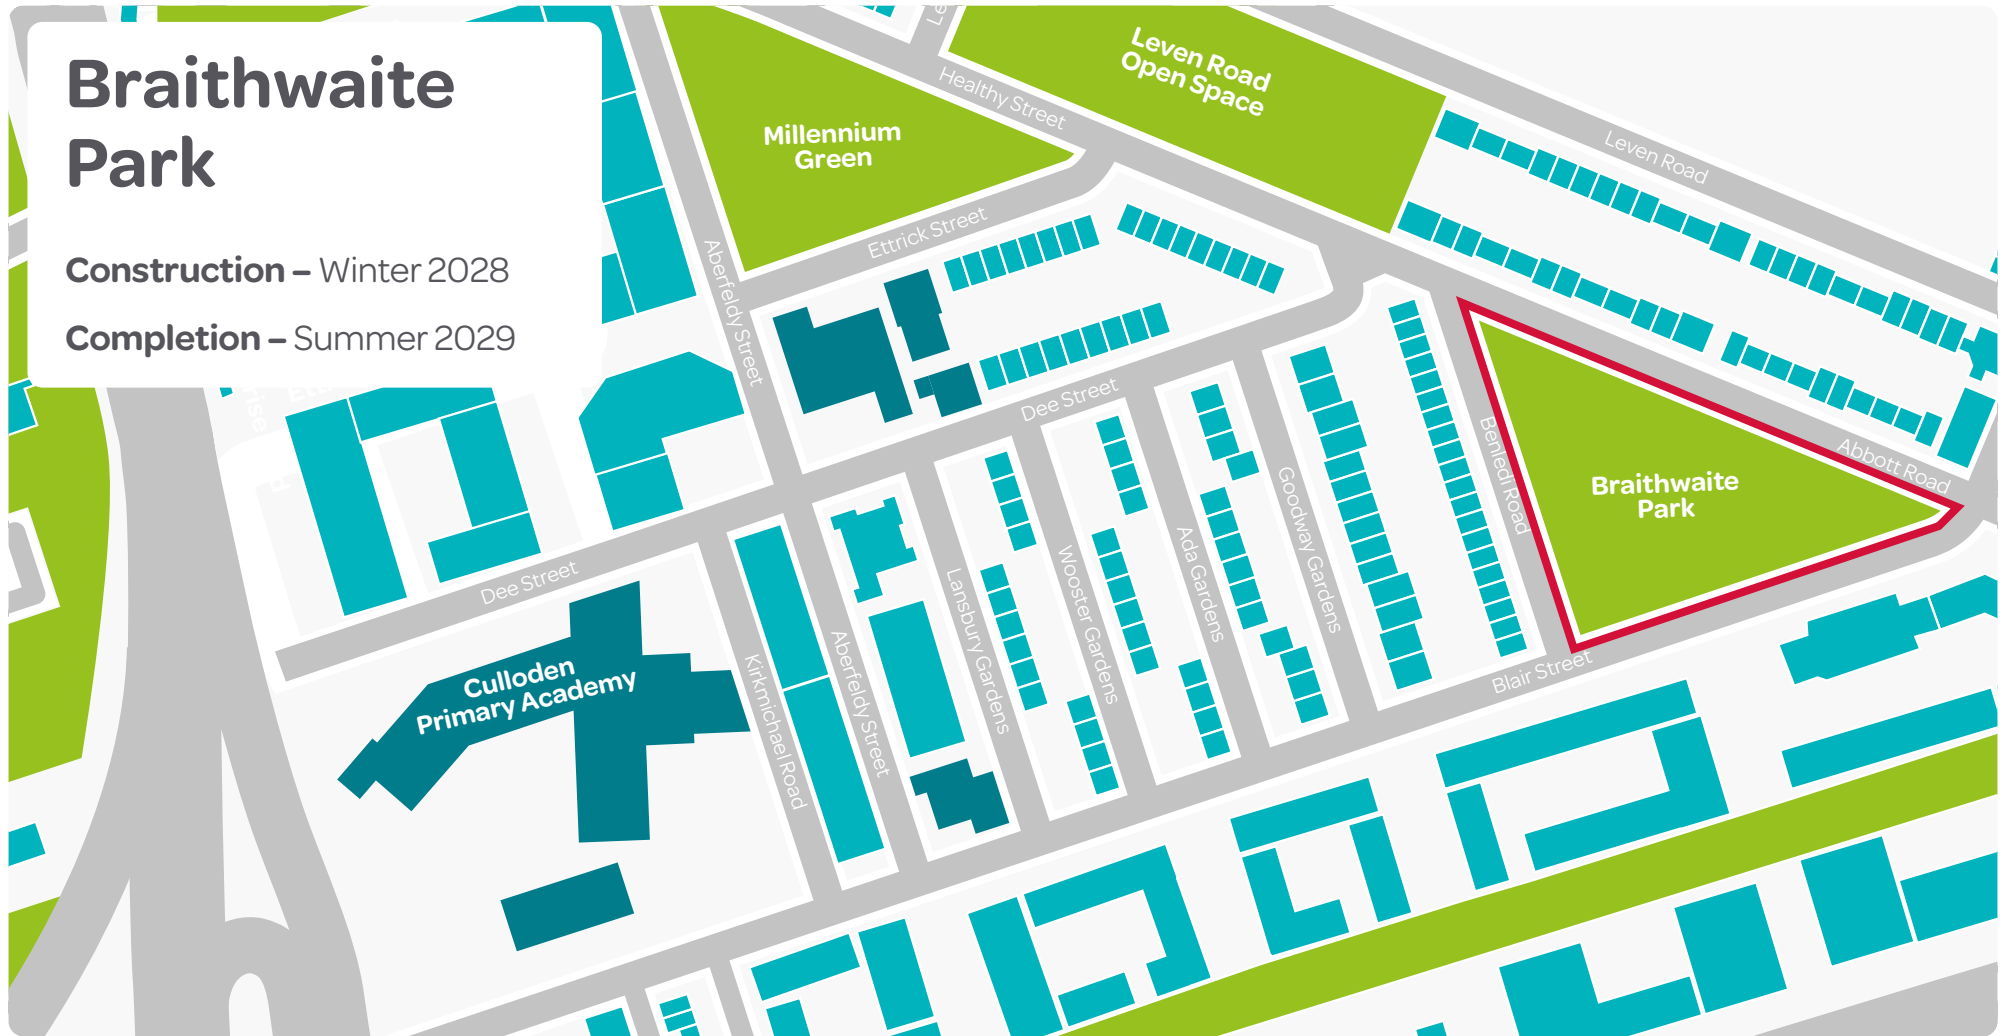 Braithwaite
Park
Construction – Winter 2028
Completion – Summer 2029
Le
Healthy Street
Leven Road
Open Space
Leven Road
Millennium
Green
Ettrick Street
Aberfeldy Street
Dee Street
Benledi Road
Abbott Road
Braithwaite
Park
Goodway Gardens
Ada Gardens
Wooster Gardens
Lansbury Gardens
Dee Street
Culloden
Primary Academy
Kirkmichael Road
Aberfeldy Street
Blair Street